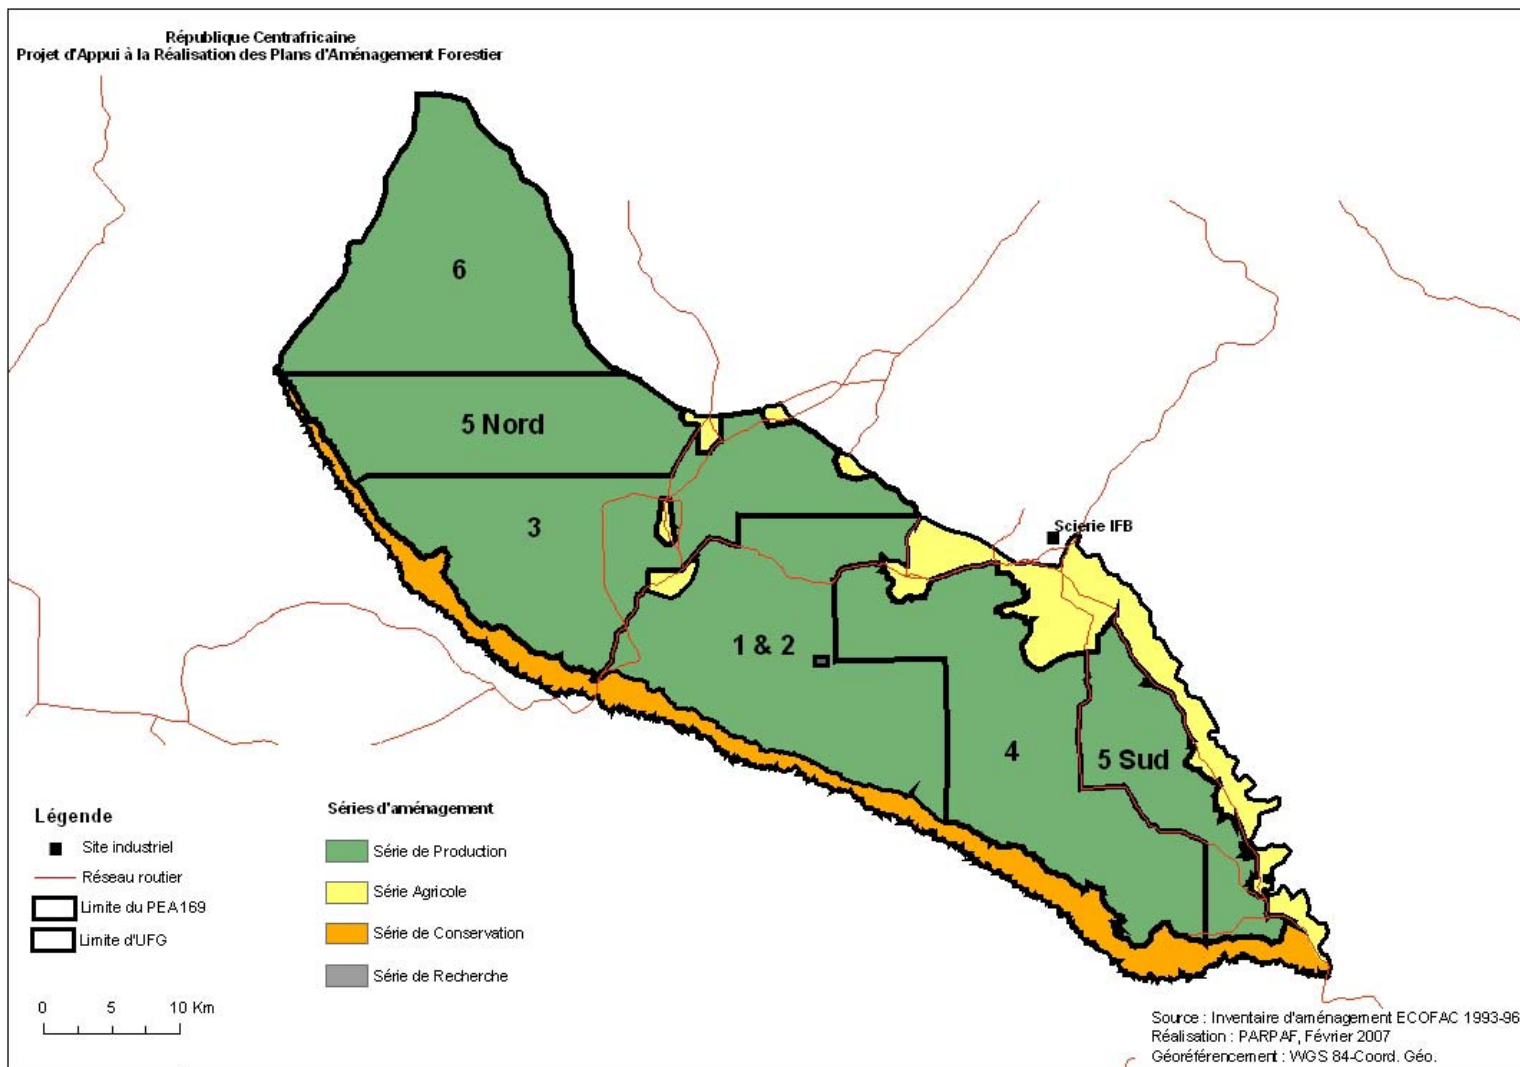 République Centrafricaine
Projet d'Appui à la Réalisation des Plans d'Aménagement Forestier
6
5 Nord
3
Scierie IFB
1 & 2
4
5 Sud
Légende
Site industriel
Réseau routier
Limite du PEA169
Limite d'UFG
0 5 10 Km
Séries d'aménagement
Série de Production
Série Agricole
Série de Conservation
Série de Recherche
Source : Inventaire d'aménagement ECOFAC 1993-96
Réalisation : PARPAF, Février 2007
Géoréférencement : WGS 84-Coord. Géo.